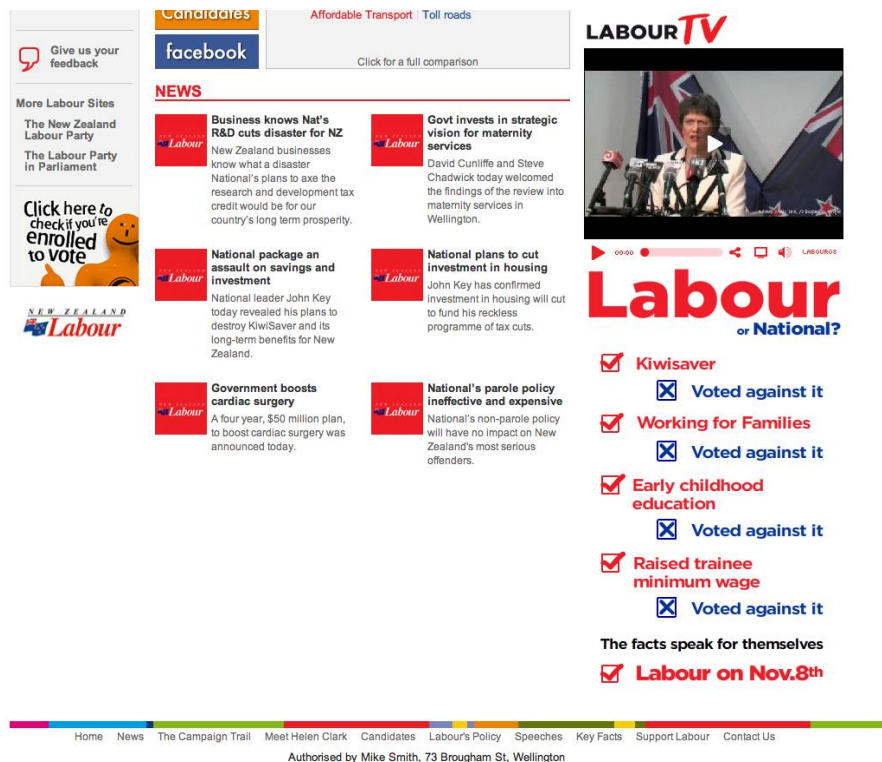 Candidates
facebook
Affordable Transport | Toll roads
Click for a full comparison
Give us your
feedback
More Labour Sites
The New Zealand
Labour Party
The Labour Party
in Parliament
Click here to
check if you're
enrolled
to vote
NEW ZEALAND
Labour
NEWS
Labour
Business knows Nat's
R&D cuts disaster for NZ
New Zealand businesses
know what a disaster
National's plans to axe the
research and development tax
credit would be for our
country's long term prosperity.
Labour
Govt invests in strategic
vision for maternity
services
David Cunliffe and Steve
Chadwick today welcomed
the findings of the review into
maternity services in
Wellington.
Labour
National package an
assault on savings and
investment
National leader John Key
today revealed his plans to
destroy KiwiSaver and its
long-term benefits for New
Zealand.
Labour
National plans to cut
investment in housing
John Key has confirmed
investment in housing will cut
to fund his reckless
programme of tax cuts.
Labour
Government boosts
cardiac surgery
A four year, $50 million plan,
to boost cardiac surgery was
announced today.
Labour
National's parole policy
ineffective and expensive
National's non-parole policy
will have no impact on New
Zealand's most serious
offenders.
LABOURTV
00:00
LABOUR08
Labour
or National?
Kiwisaver
Voted against it
Working for Families
Voted against it
Early childhood
education
Voted against it
Raised trainee
minimum wage
Voted against it
The facts speak for themselves
Labour on Nov.8th
Home News The Campaign Trail Meet Helen Clark Candidates Labour's Policy Speeches Key Facts Support Labour Contact Us
Authorised by Mike Smith, 73 Brougham St, Wellington